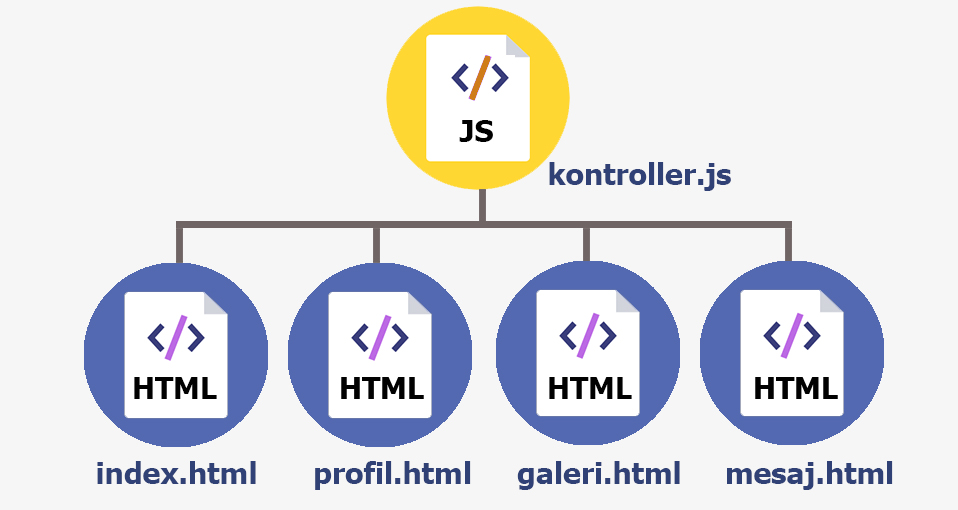 </>
JS
kontroller.js
</>
HTML
</>
HTML
</>
HTML
</>
HTML
index.html
profil.html
galeri.html
mesaj.html